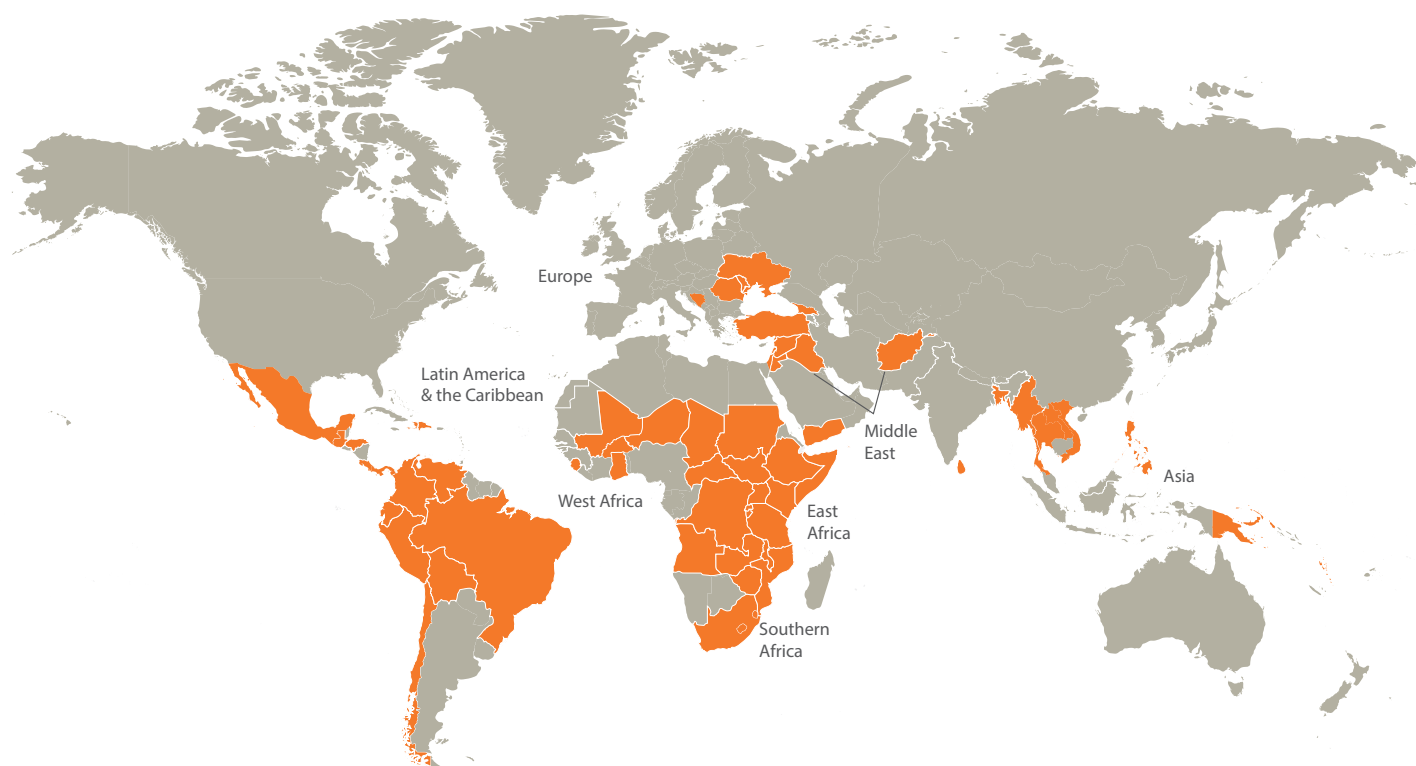 Europe
Latin America
& the Caribbean
Middle
East
Asia
West Africa
East
Africa
Southern
Africa